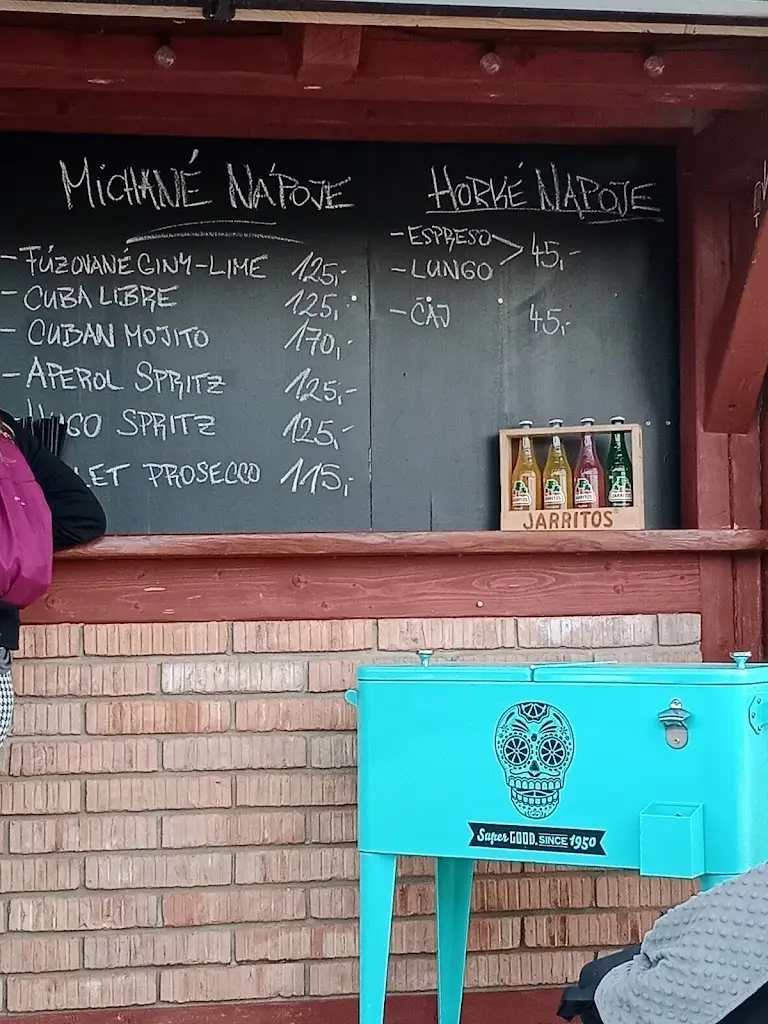 MICHANÉ NÁPOJE
- FÚZOVANÉ GINY-LIME 125,-
- CUBA LIBRE 125,-
- CUBAN MOJITO 170,-
- APEROL SPRITZ 125,-
SPRITZ 125,-
PROSECCO 115,-
HORKÉ NÁPOJE
- ESPRESO
- LUNGO 45,-
- ČAJ 45,-
JARRITOS
Super GOOD, SINCE 1950